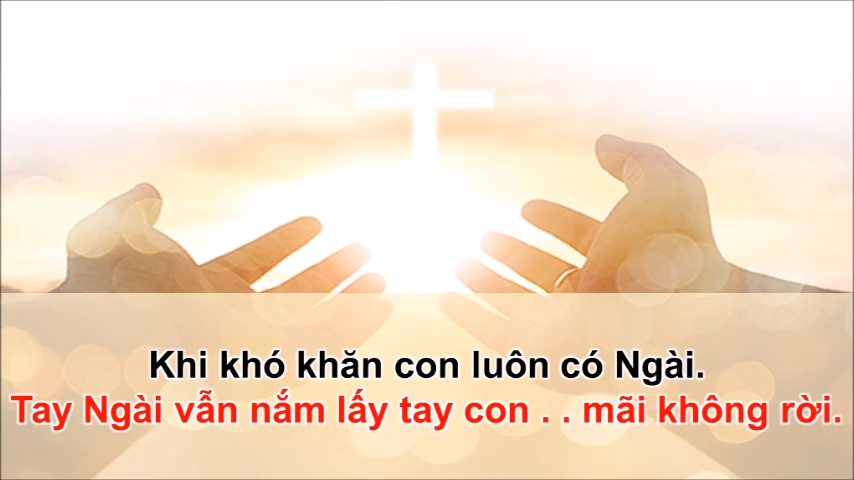 Khi khó khăn con luôn có Ngài.
Tay Ngài vẫn nắm lấy tay con . . mãi không rời.